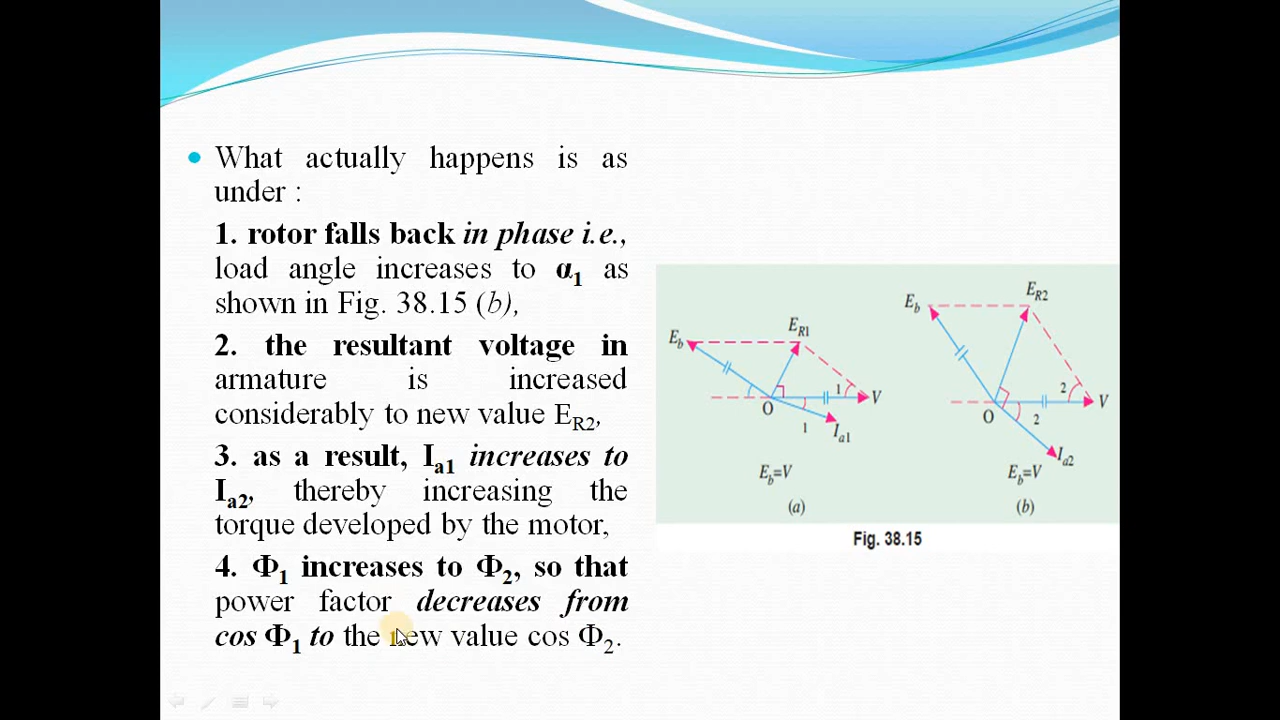 What actually happens is as
under :
1. rotor falls back in phase i.e.,
load angle increases to α1 as
shown in Fig. 38.15 (b),
2. the resultant voltage in
armature is increased
considerably to new value ER2,
3. as a result, Ia1 increases to
Ia2, thereby increasing the
torque developed by the motor,
4. Φ1 increases to Φ2, so that
power factor decreases from
cos Φ1 to the new value cos Φ2.
Eb
ER1
1
V
O
1
Ia1
Eb=V
(a)
Eb
ER2
2
V
O
2
Ia2
Eb=V
(b)
Fig. 38.15